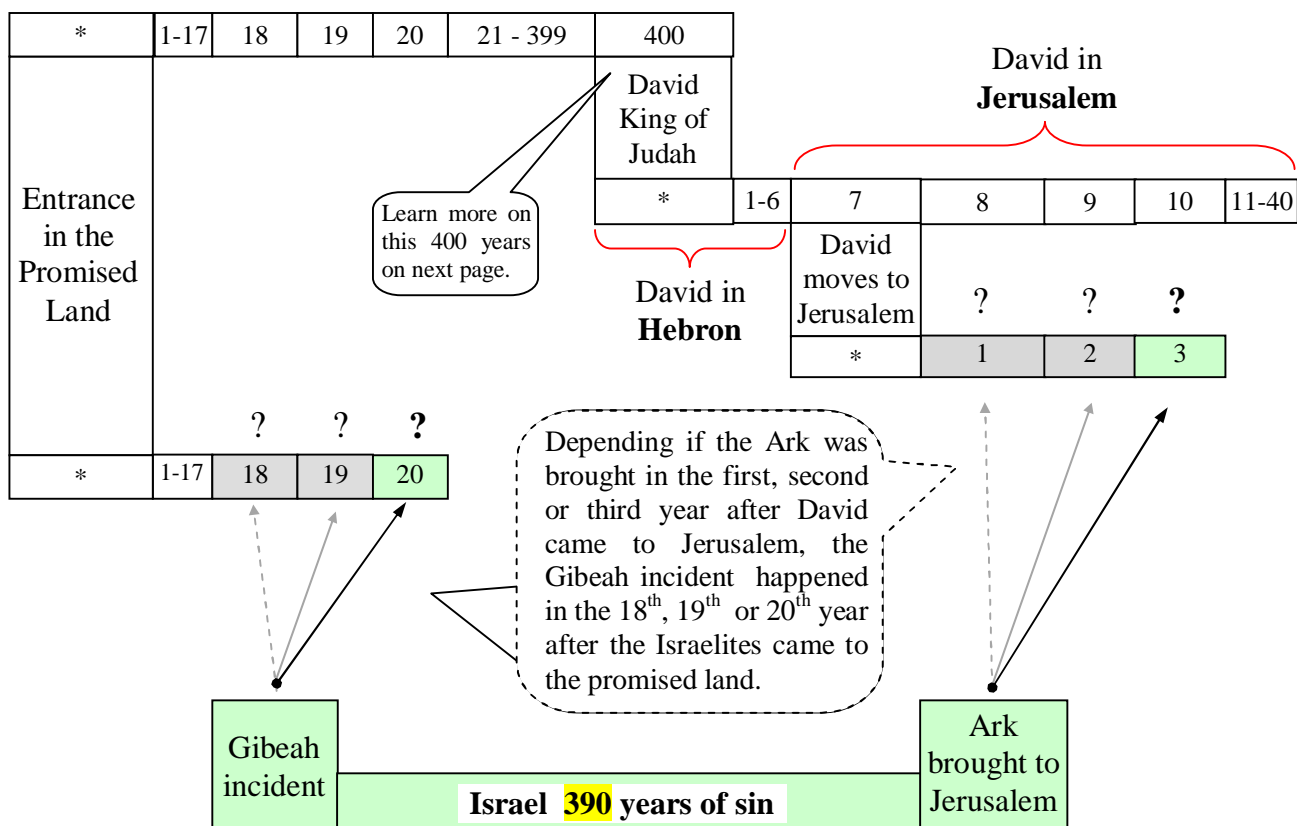 * 1-17 18 19 20 21 - 399 400
David in
Jerusalem
David
King of
Judah
Learn more on
this 400 years
on next page.
* 1-6 7 8 9 10 11-40
Entrance
in the
Promised
Land
David in
Hebron
David
moves to
Jerusalem
? ? ?
* 1 2 3
? ? ?
* 1-17 18 19 20
Depending if the Ark was
brought in the first, second
or third year after David
came to Jerusalem, the
Gibeah incident happened
in the 18th, 19th or 20th year
after the Israelites came to
the promised land.
Gibeah
incident
Ark
brought to
Jerusalem
Israel 390 years of sin